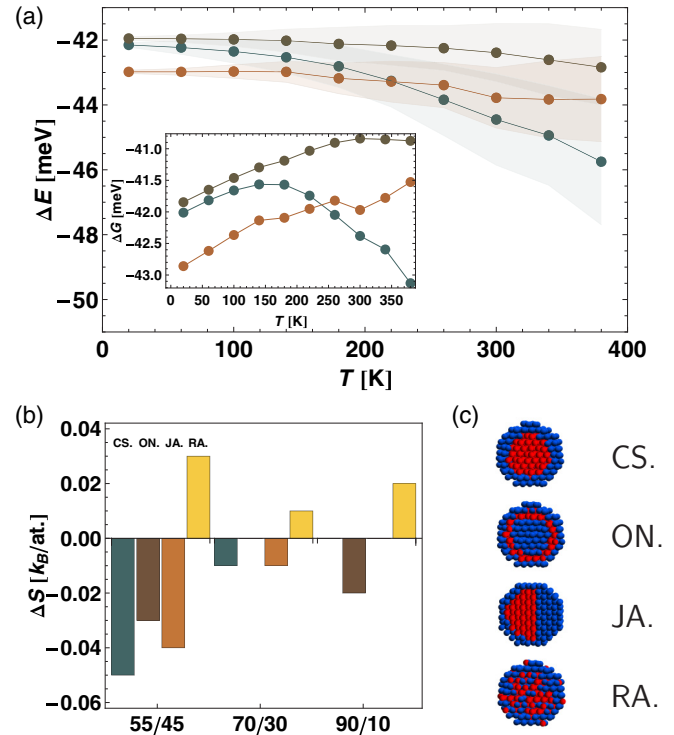 (a)
−42
−44
−46
−48
−50
ΔE [meV]
−41.0
−41.5
−42.0
−42.5
−43.0
ΔG [meV]
0 50 100 150 200 250 300 350
T [K]
0 100 200 300 400
T [K]
(b)
0.04
0.02
0.00
−0.02
−0.04
−0.06
ΔS [kB/at.]
CS. ON. JA. RA.
55/45 70/30 90/10
(c)
CS.
ON.
JA.
RA.